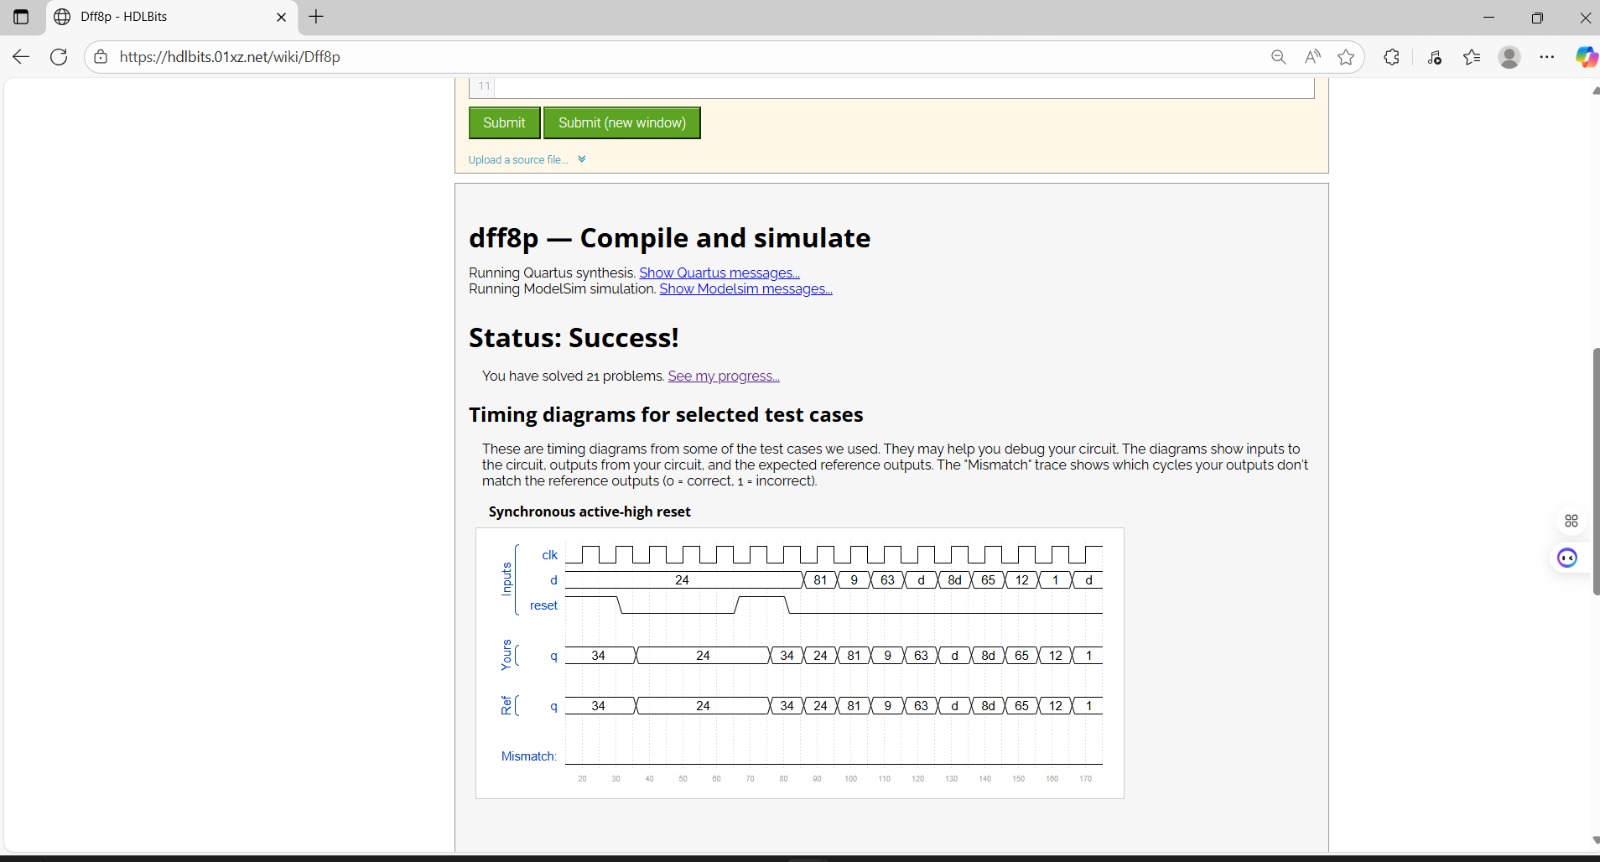 Dff8p - HDLBits
https://hdlbits.01xz.net/wiki/Dff8p
11
Submit
Submit (new window)
Upload a source file...
dff8p — Compile and simulate
Running Quartus synthesis. Show Quartus messages...
Running ModelSim simulation. Show Modelsim messages...
Status: Success!
You have solved 21 problems. See my progress...
Timing diagrams for selected test cases
These are timing diagrams from some of the test cases we used. They may help you debug your circuit. The diagrams show inputs to
the circuit, outputs from your circuit, and the expected reference outputs. The "Mismatch" trace shows which cycles your outputs don't
match the reference outputs (0 = correct, 1 = incorrect).
Synchronous active-high reset
Inputs
clk
d 24 81 9 63 d 8d 65 12 1 d
reset
Yours q 34 24 34 24 81 9 63 d 8d 65 12 1
Ref q 34 24 34 24 81 9 63 d 8d 65 12 1
Mismatch:
20 30 40 50 60 70 80 90 100 110 120 130 140 150 160 170